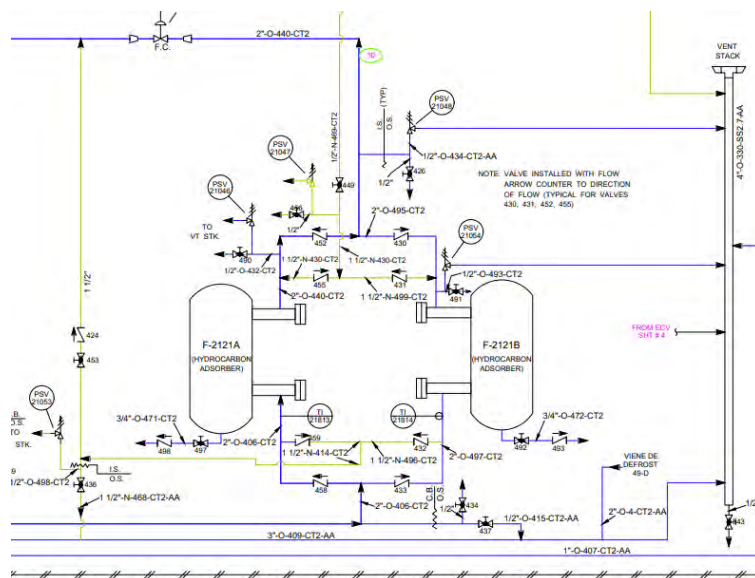 F.C.
2"-O-440-CT2
10
VENT
STACK
4"-O-330-SS2.7-AA
1/2"-N-469-CT2
I.S. (TYP)
O.S.
PSV
21048
1/2"-O-434-CT2-AA
1/2"
426
PSV
21047
449
NOTE: VALVE INSTALLED WITH FLOW
ARROW COUNTER TO DIRECTION
OF FLOW (TYPICAL FOR VALVES
430, 431, 452, 455)
PSV
21046
466
1/2"
2"-O-495-CT2
TO
VT STK.
452
430
PSV
21054
490
1/2"-O-432-CT2
1 1/2"-N-430-CT2
1 1/2"-N-430-CT2
1/2"-O-493-CT2
455
431
491
2"-O-440-CT2
1 1/2"-N-499-CT2
1 1/2"
424
453
F-2121A
(HYDROCARBON
ADSORBER)
F-2121B
(HYDROCARBON
ADSORBER)
FROM ECV
SHT # 4
PSV
21053
C.B.
O.S.
TO
STK.
3/4"-O-471-CT2
TI
21813
TI
21814
3/4"-O-472-CT2
498
497
2"-O-406-CT2
459
432
492
493
1 1/2"-N-414-CT2
1 1/2"-N-496-CT2
2"-O-497-CT2
9
I.S.
O.S.
"-O-498-CT2
436
458
433
C.B.
O.S.
VIENE DE
DEFROST
49-D
1 1/2"-N-468-CT2-AA
2"-O-406-CT2
1/2"
434
437
1/2"-O-415-CT2-AA
2"-O-4-CT2-AA
1/2
443
3"-O-409-CT2-AA
1"-O-407-CT2-AA